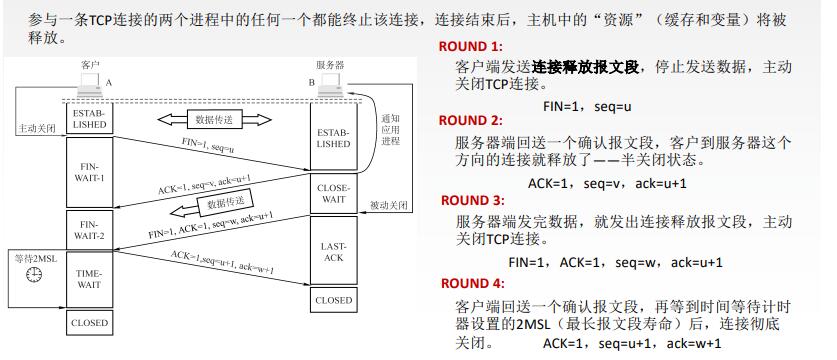 参与一条TCP连接的两个进程中的任何一个都能终止该连接，连接结束后，主机中的“资源”（缓存和变量）将被
释放。
客户
服务器
A
B
主动关闭
ESTAB-
LISHED
数据传送
ESTAB-
LISHED
通知
应用
进程
FIN=1, seq=u
FIN-
WAIT-1
ACK=1, seq=v, ack=u+1
CLOSE-
WAIT
数据传送
被动关闭
FIN-
WAIT-2
FIN=1, ACK=1, seq=w, ack=u+1
LAST-
ACK
等待2MSL
ACK=1,seq=u+1, ack=w+1
TIME-
WAIT
CLOSED
CLOSED
ROUND 1:
客户端发送连接释放报文段，停止发送数据，主动
关闭TCP连接。
FIN=1，seq=u
ROUND 2:
服务器端回送一个确认报文段，客户到服务器这个
方向的连接就释放了——半关闭状态。
ACK=1，seq=v，ack=u+1
ROUND 3:
服务器端发完数据，就发出连接释放报文段，主动
关闭TCP连接。
FIN=1，ACK=1，seq=w，ack=u+1
ROUND 4:
客户端回送一个确认报文段，再等到时间等待计时
器设置的2MSL（最长报文段寿命）后，连接彻底
关闭。 ACK=1，seq=u+1，ack=w+1